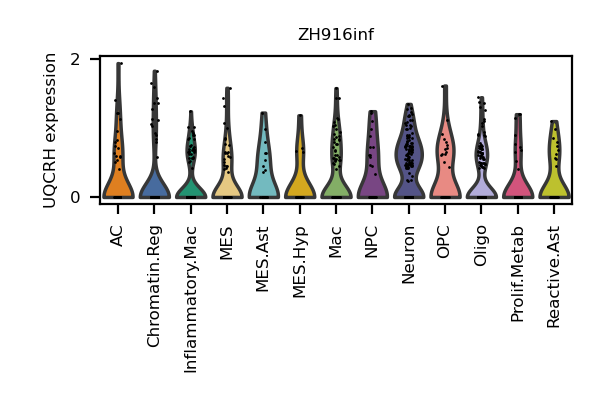 ZH916inf
UQCRH expression
2
0
AC
Chromatin.Reg
Inflammatory.Mac
MES
MES.Ast
MES.Hyp
Mac
NPC
Neuron
OPC
Oligo
Prolif.Metab
Reactive.Ast